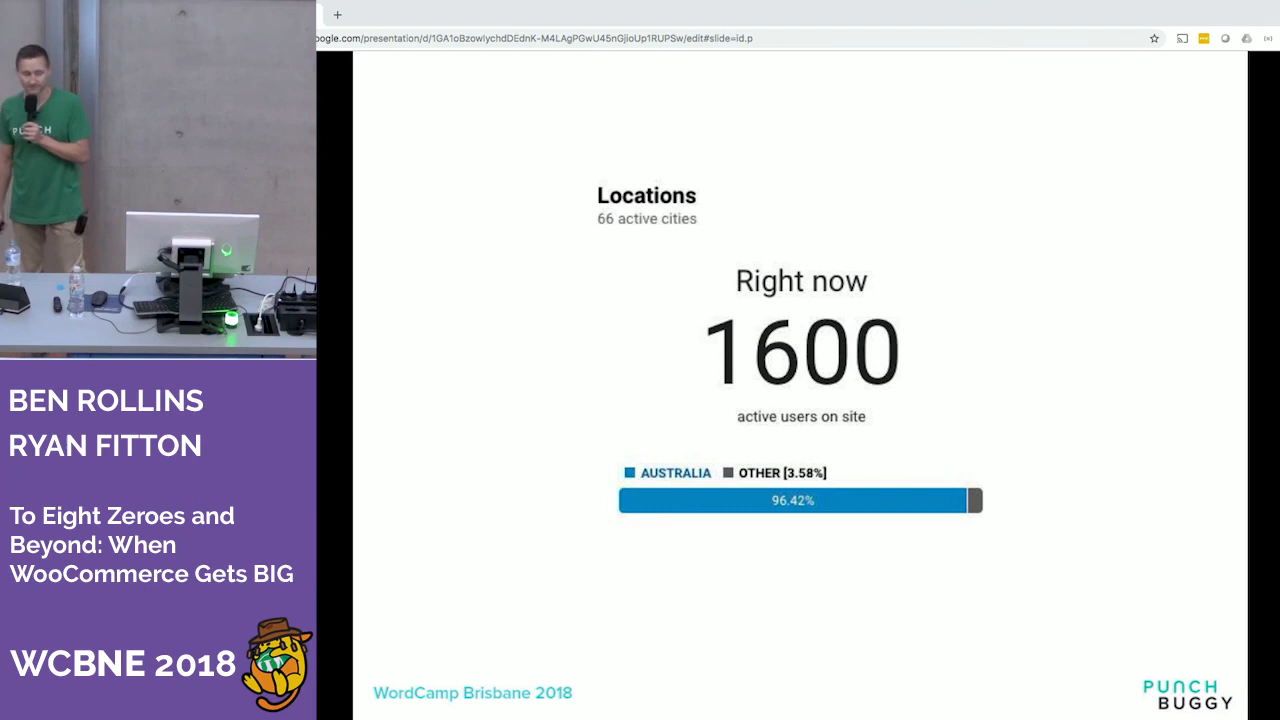 oogle.com/presentation/d/1GA1oBzowIychdDEdnK-M4LAgPGwU45nGjioUp1RUPSw/edit#slide=id.p
PUNCH
Locations
66 active cities
Right now
1600
active users on site
AUSTRALIA OTHER [3.58%]
96.42%
WordCamp Brisbane 2018
PUNCH
BUGGY
BEN ROLLINS
RYAN FITTON
To Eight Zeroes and
Beyond: When
WooCommerce Gets BIG
WCBNE 2018